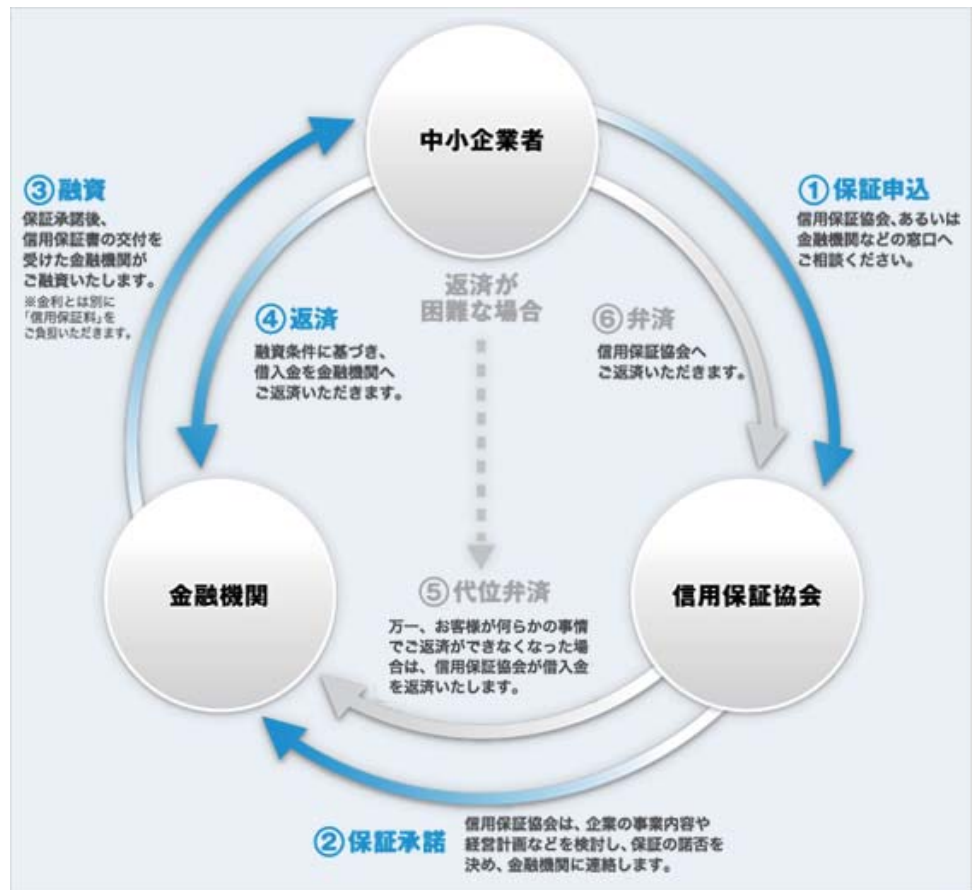 中小企業者
③融資
保証承諾後、
信用保証書の交付を
受けた金融機関が
ご融資いたします。
※金利とは別に
「信用保証料」を
ご負担いただきます。
①保証申込
信用保証協会、あるいは
金融機関などの窓口へ
ご相談ください。
返済が
困難な場合
④返済
融資条件に基づき、
借入金を金融機関へ
ご返済いただきます。
⑥弁済
信用保証協会へ
ご返済いただきます。
金融機関
信用保証協会
⑤代位弁済
万一、お客様が何らかの事情
でご返済ができなくなった場
合は、信用保証協会が借入金
を返済いたします。
②保証承諾
信用保証協会は、企業の事業内容や
経営計画などを検討し、保証の諾否を
決め、金融機関に連絡します。